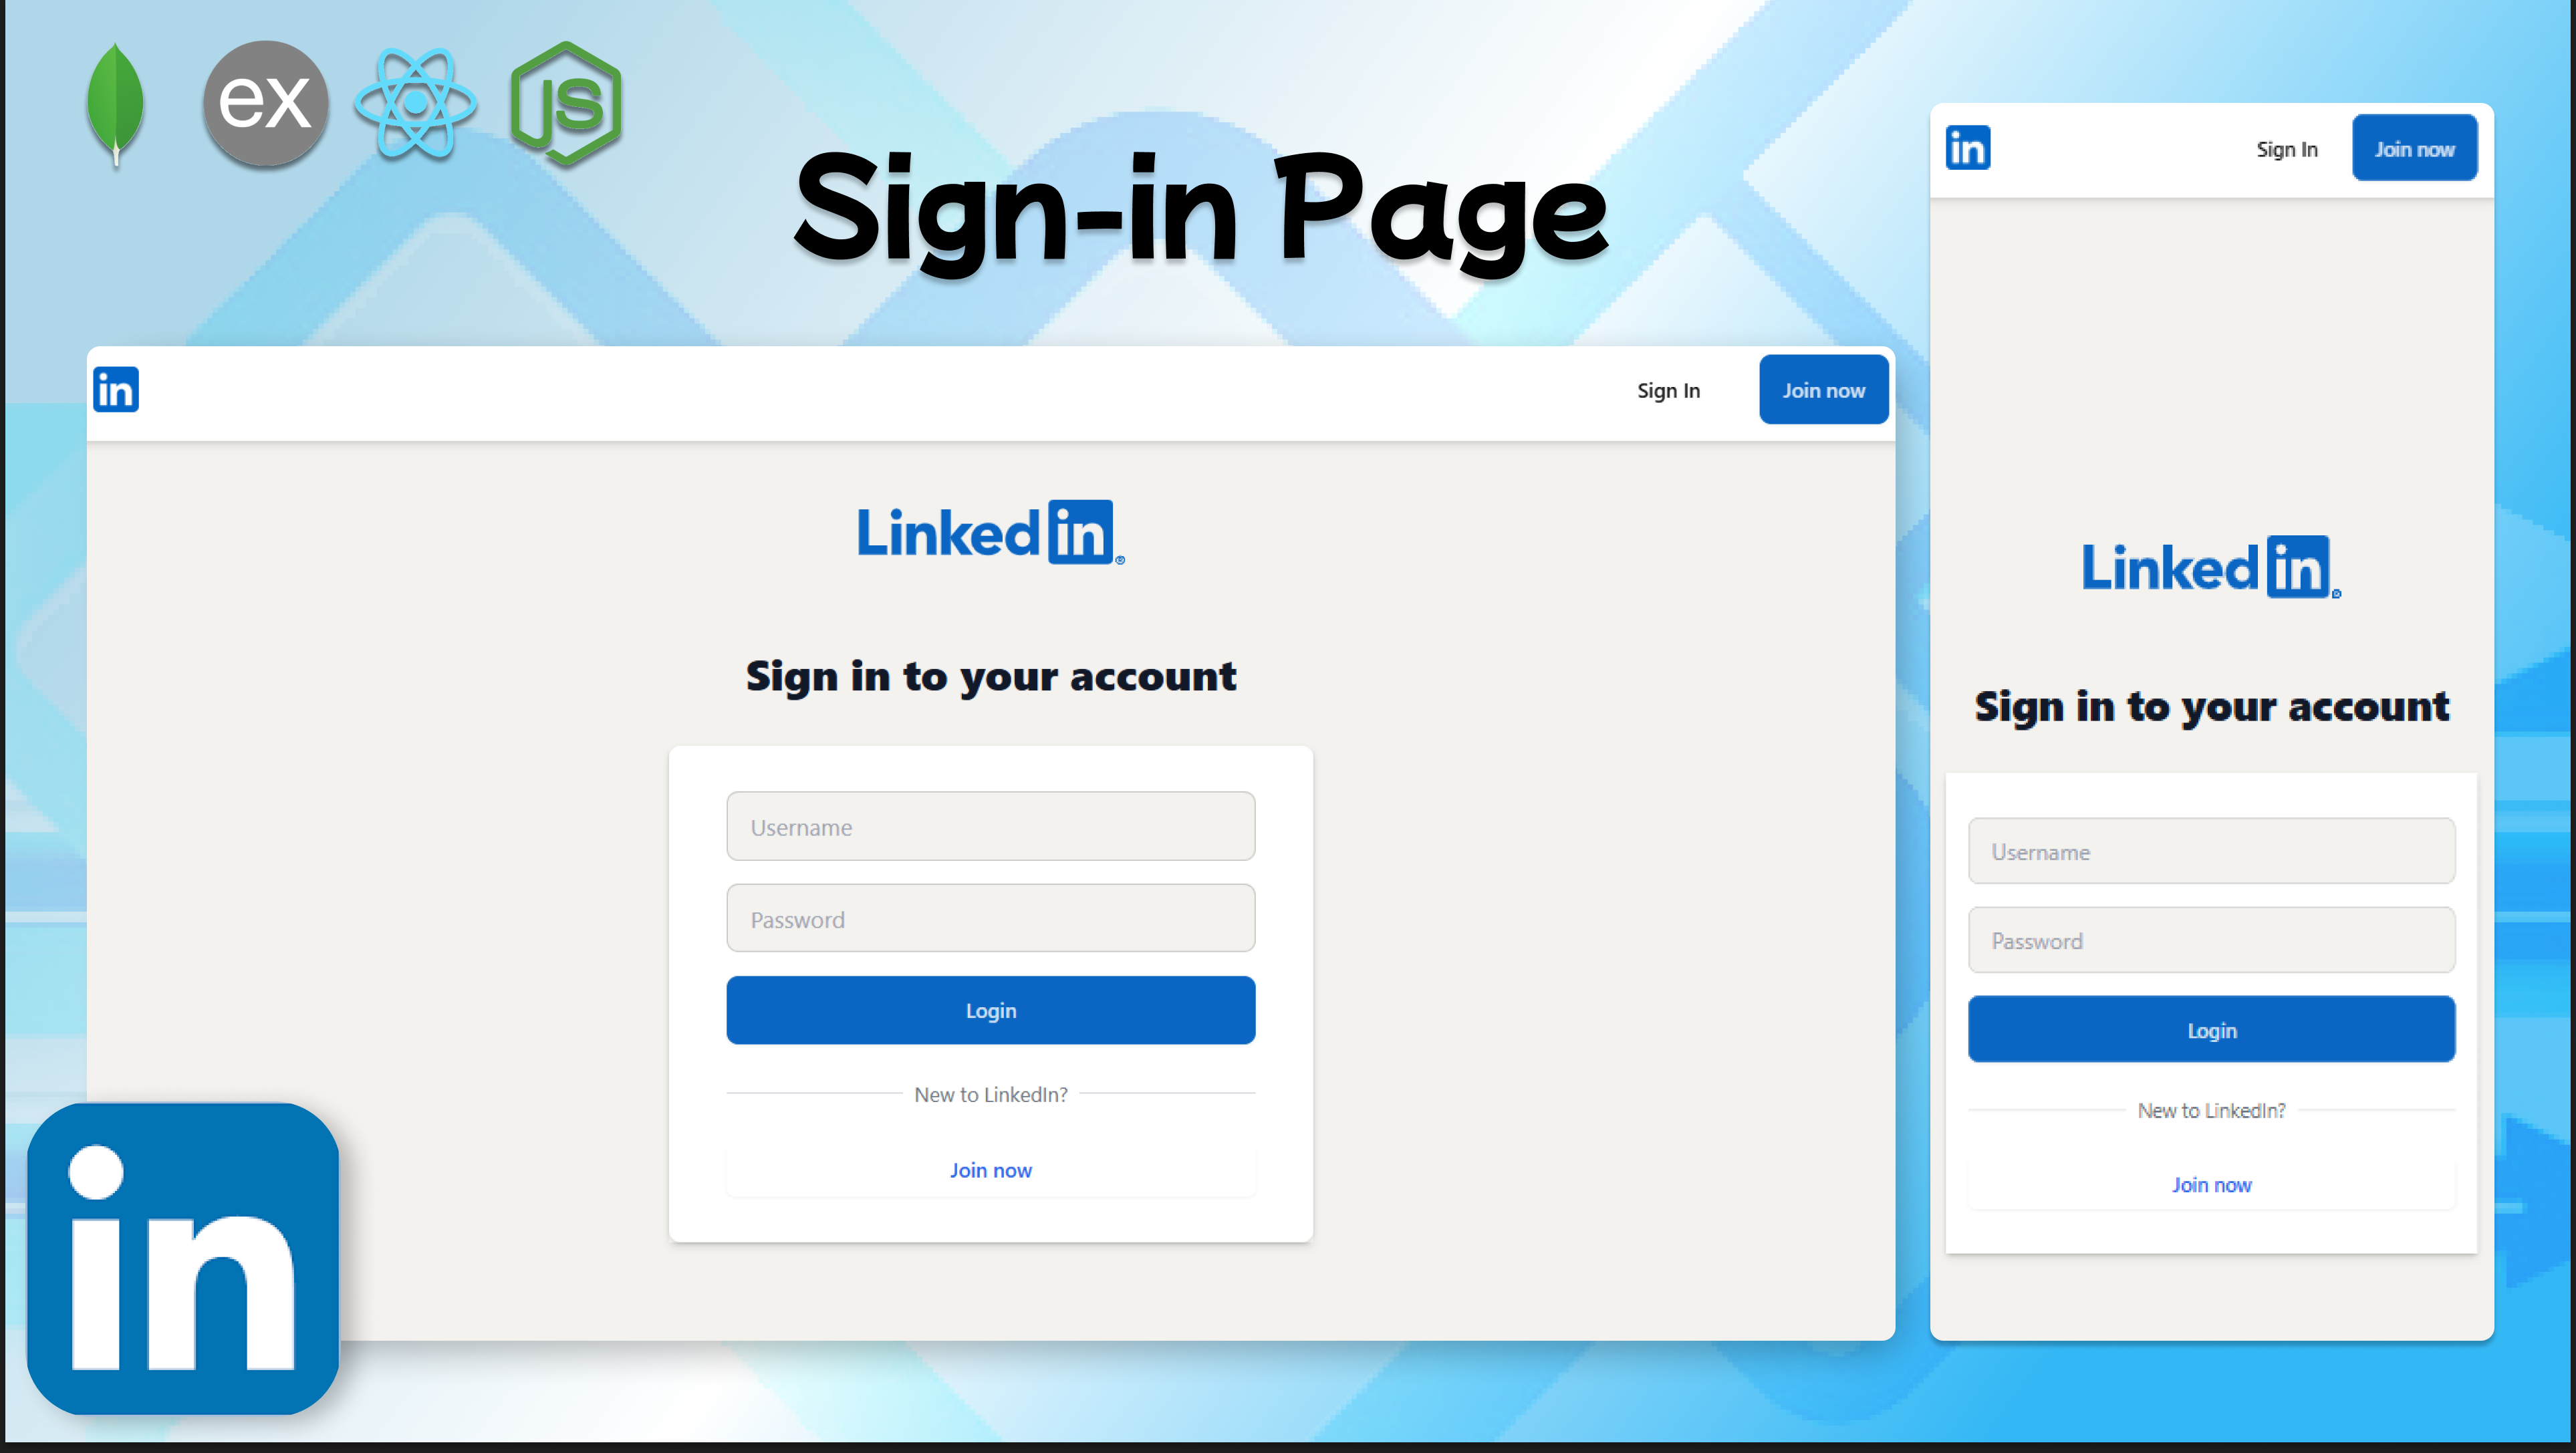 ex
JS
Sign-in Page
in
Sign In
Join now
Linked in ®
Sign in to your account
Username
Password
Login
New to LinkedIn?
Join now
in
in
Sign In
Join now
Linked in ®
Sign in to your account
Username
Password
Login
New to LinkedIn?
Join now